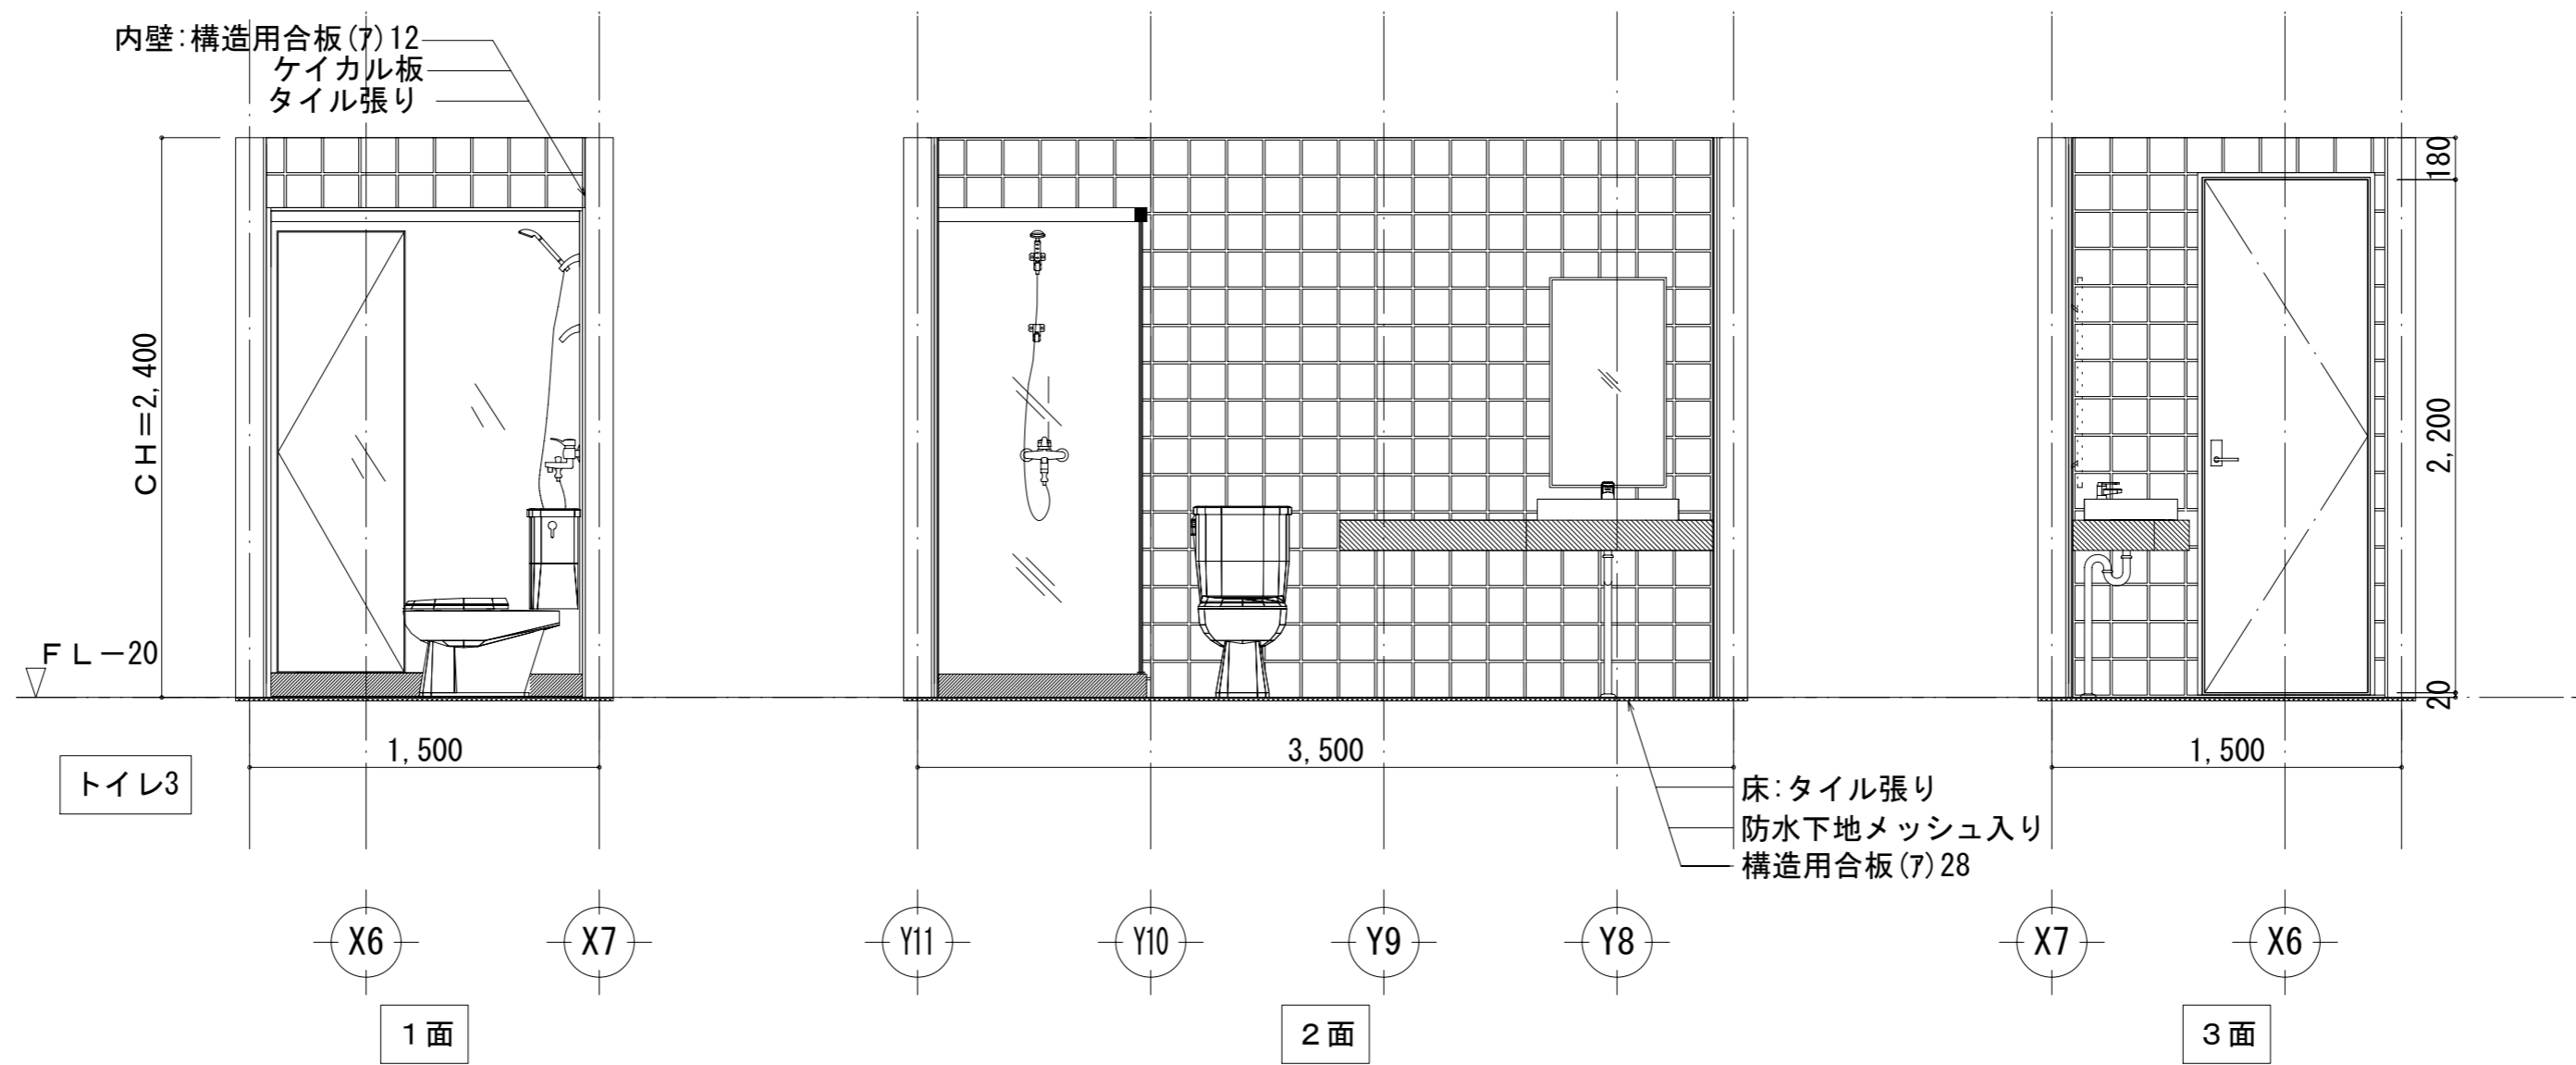 内壁:構造用合板(ｱ)12
ケイカル板
タイル張り
CH=2,400
FL-20
180
2,200
20
1,500
3,500
1,500
トイレ3
床:タイル張り
防水下地メッシュ入り
構造用合板(ｱ)28
X6
X7
Y11
Y10
Y9
Y8
X7
X6
1面
2面
3面